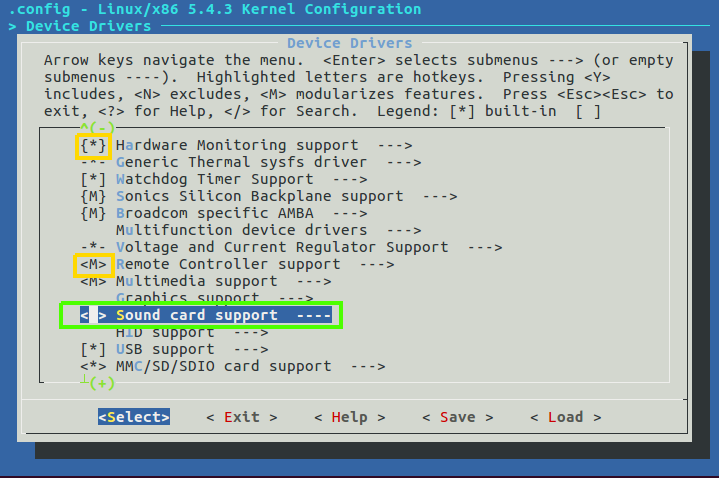 .config - Linux/x86 5.4.3 Kernel Configuration
> Device Drivers
Device Drivers
Arrow keys navigate the menu.  <Enter> selects submenus ---> (or empty
submenus ----).  Highlighted letters are hotkeys.  Pressing <Y>
includes, <N> excludes, <M> modularizes features.  Press <Esc><Esc> to
exit, <?> for Help, </> for Search.  Legend: [*] built-in  [ ]
^(-)
{*} Hardware Monitoring support  --->
-*- Generic Thermal sysfs driver  --->
[*] Watchdog Timer Support  --->
{M} Sonics Silicon Backplane support  --->
{M} Broadcom specific AMBA  --->
Multifunction device drivers  --->
-*- Voltage and Current Regulator Support  --->
<M> Remote Controller support  --->
<M> Multimedia support  --->
Graphics support  --->
< > Sound card support  ----
HID support  --->
[*] USB support  --->
<*> MMC/SD/SDIO card support  --->
┴(+)
<Select>    < Exit >    < Help >    < Save >    < Load >